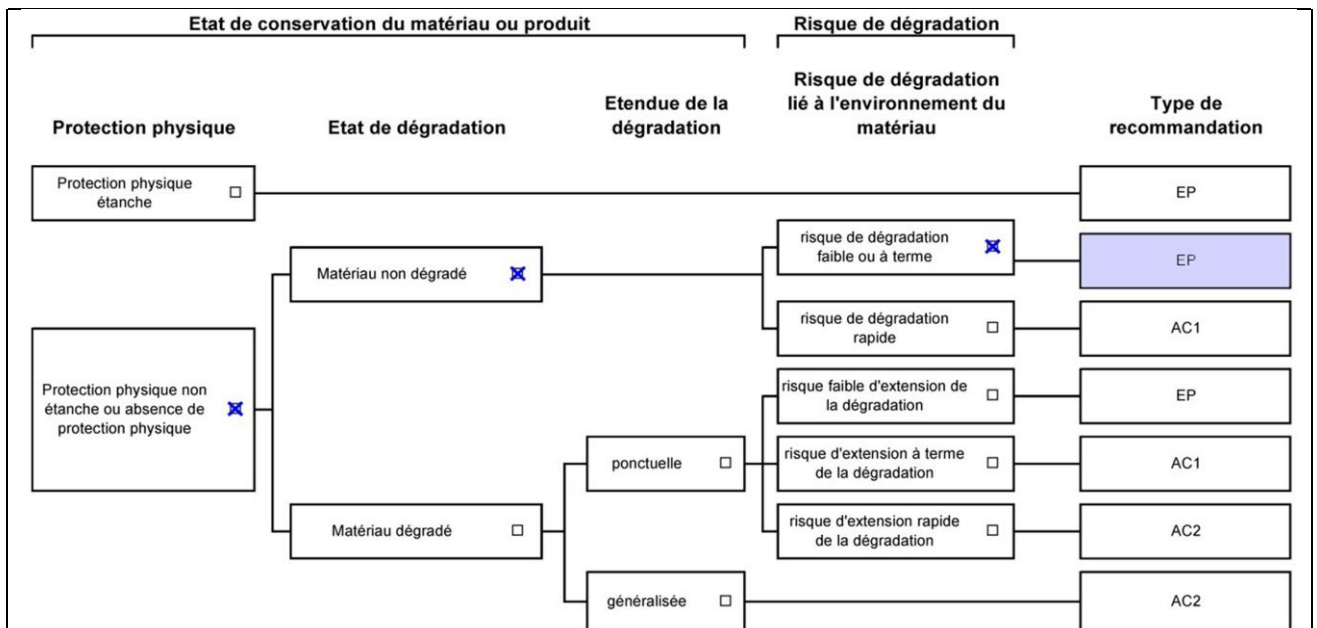 Etat de conservation du matériau ou produit
Risque de dégradation
Protection physique
Etat de dégradation
Etendue de la
dégradation
Risque de dégradation
lié à l'environnement du
matériau
Type de
recommandation
Protection physique
étanche
EP
risque de dégradation
faible ou à terme
EP
Matériau non dégradé
risque de dégradation
rapide
AC1
Protection physique non
étanche ou absence de
protection physique
risque faible d'extension de
la dégradation
EP
ponctuelle
risque d'extension à terme
de la dégradation
AC1
Matériau dégradé
risque d'extension rapide
de la dégradation
AC2
généralisée
AC2